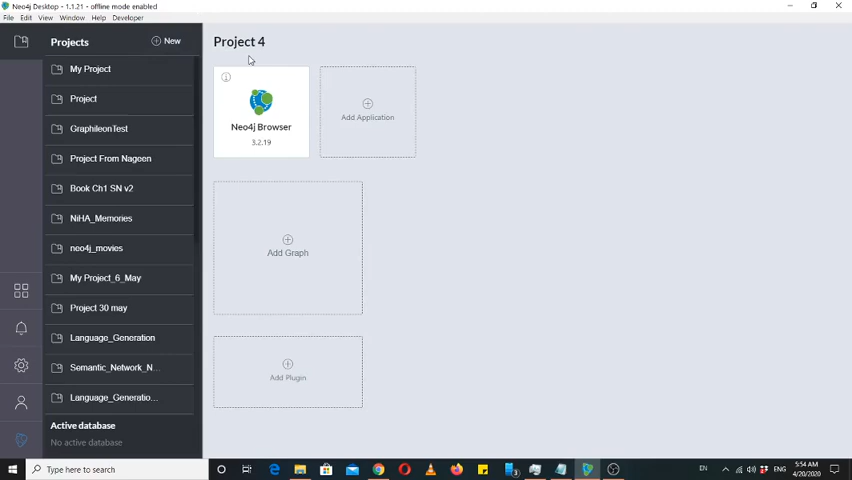 Neo4j Desktop - 1.1.21 - offline mode enabled
File Edit View Window Help Developer
Projects
New
My Project
Project
GraphileonTest
Project From Nageen
Book Ch1 SN v2
NiHA_Memories
neo4j_movies
My Project_6_May
Project 30 may
Language_Generation
Semantic_Network_N...
Language_Generatio...
Active database
No active database
Project 4
Neo4j Browser
3.2.19
Add Application
Add Graph
Add Plugin
Type here to search
EN
ENG
5:54 AM
4/20/2020